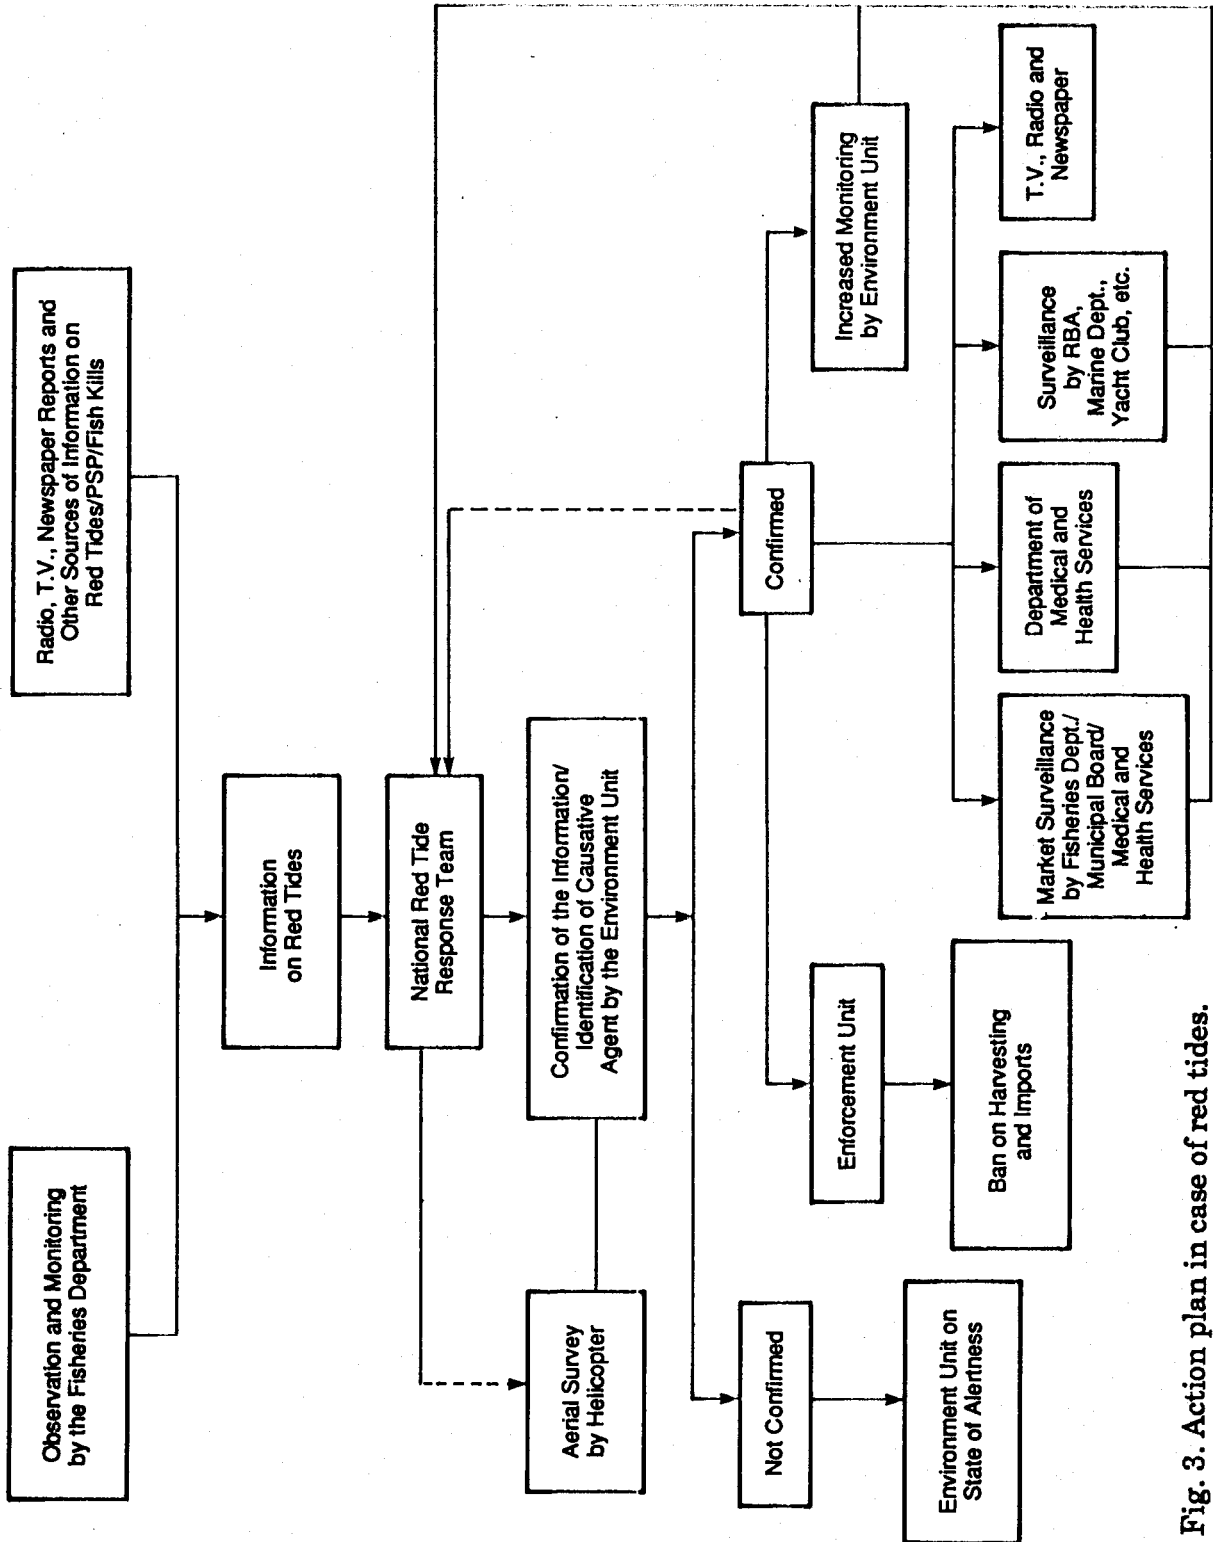 Observation and Monitoring
by the Fisheries Department
Radio, T.V., Newspaper Reports and
Other Sources of Information on
Red Tides/PSP/Fish Kills
Information
on Red Tides
National Red Tide
Response Team
Aerial Survey
by Helicopter
Confirmation of the Information/
Identification of Causative
Agent by the Environment Unit
Not Confirmed
Confirmed
Environment Unit on
State of Alertness
Enforcement Unit
Increased Monitoring
by Environment Unit
Ban on Harvesting
and Imports
Market Surveillance
by Fisheries Dept./
Municipal Board/
Medical and
Health Services
Department of
Medical and
Health Services
Surveillance
by RBA,
Marine Dept.,
Yacht Club, etc.
T.V., Radio and
Newspaper
Fig. 3. Action plan in case of red tides.